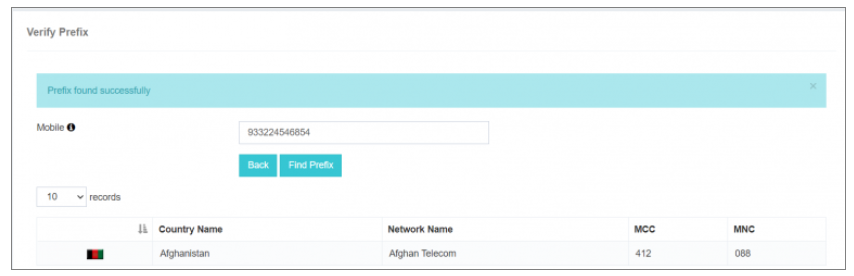 Verify Prefix
Prefix found successfully ×
Mobile
933224546854
Back Find Prefix
10 records
Country Name Network Name MCC MNC
Afghanistan Afghan Telecom 412 088